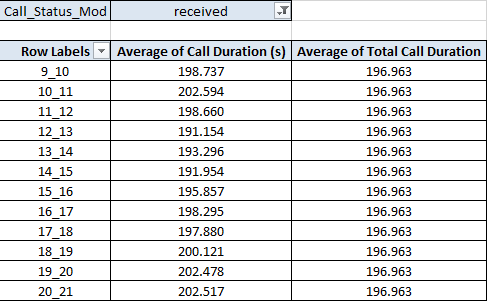 Call_Status_Mod received
Row Labels Average of Call Duration (s) Average of Total Call Duration
9_10 198.737 196.963
10_11 202.594 196.963
11_12 198.660 196.963
12_13 191.154 196.963
13_14 193.296 196.963
14_15 191.954 196.963
15_16 195.857 196.963
16_17 198.295 196.963
17_18 197.880 196.963
18_19 200.121 196.963
19_20 202.478 196.963
20_21 202.517 196.963